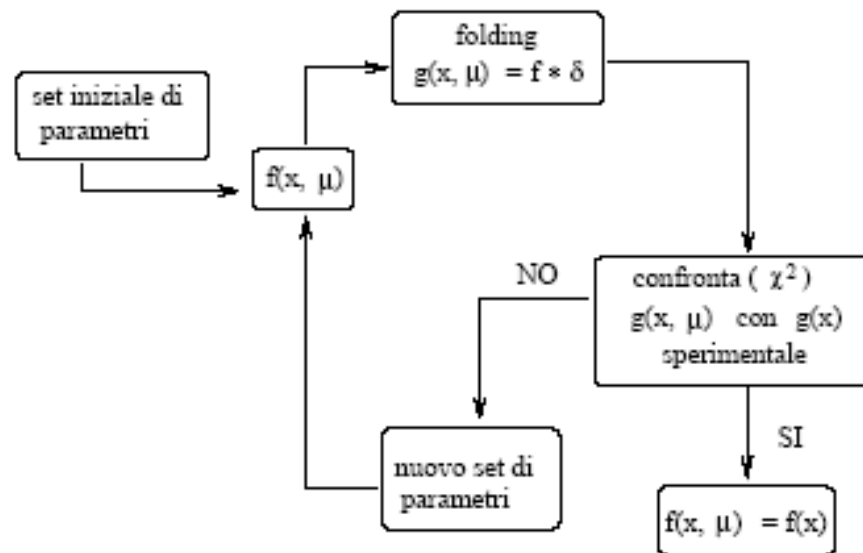 folding
g(x, μ) = f * δ
set iniziale di
parametri
f(x, μ)
NO
confronta ( χ² )
g(x, μ) con g(x)
sperimentale
SI
nuovo set di
parametri
f(x, μ) = f(x)